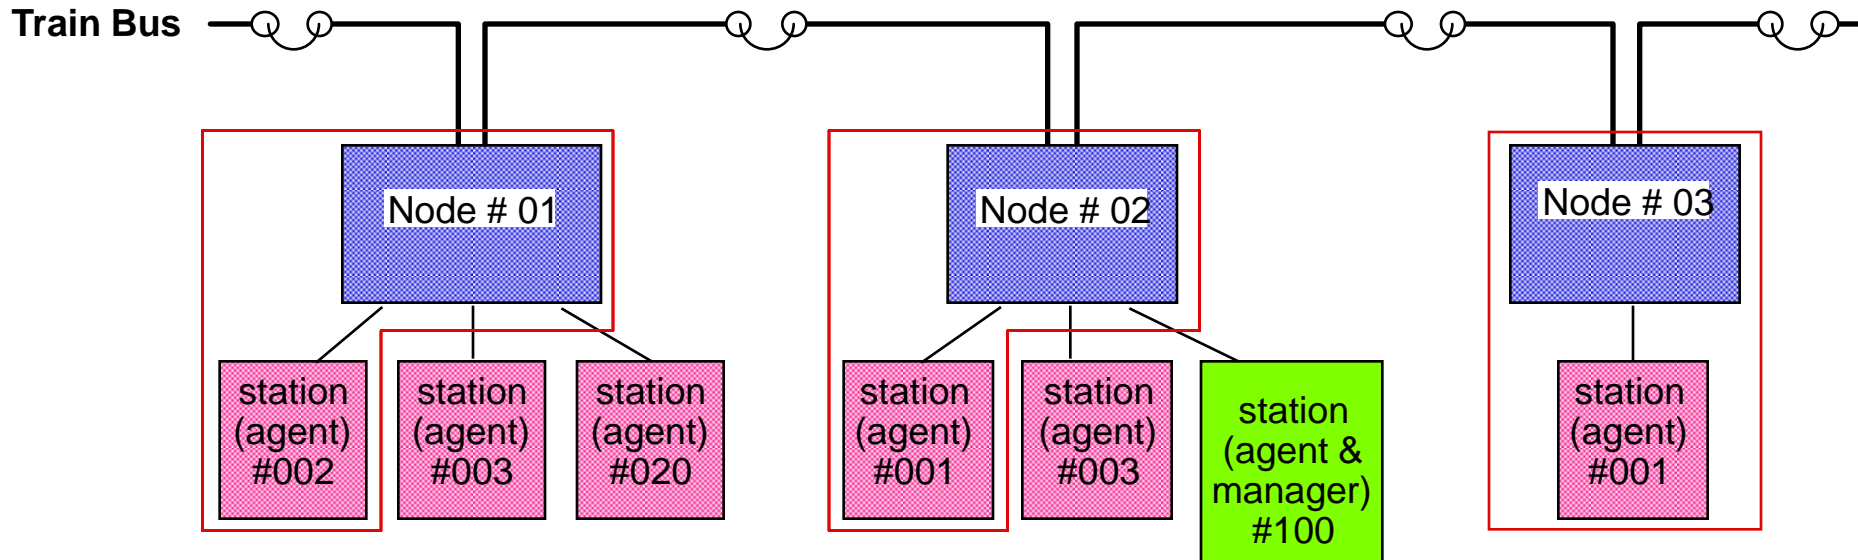 Train Bus
Node # 01
Node # 02
Node # 03
station
(agent)
#002
station
(agent)
#003
station
(agent)
#020
station
(agent)
#001
station
(agent)
#003
station
(agent &
manager)
#100
station
(agent)
#001